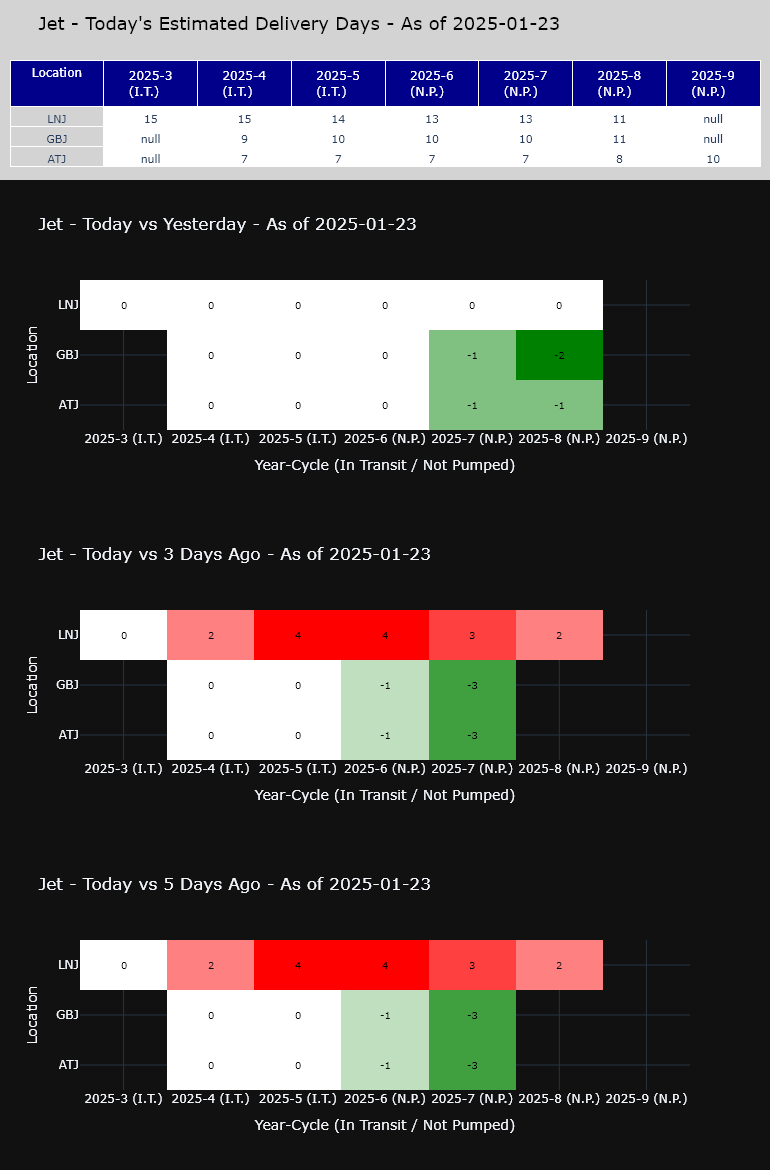 Jet - Today's Estimated Delivery Days - As of 2025-01-23
Location 2025-3 (I.T.) 2025-4 (I.T.) 2025-5 (I.T.) 2025-6 (N.P.) 2025-7 (N.P.) 2025-8 (N.P.) 2025-9 (N.P.)
LNJ 15 15 14 13 13 11 null
GBJ null 9 10 10 10 11 null
ATJ null 7 7 7 7 8 10
Jet - Today vs Yesterday - As of 2025-01-23
Location
LNJ 0 0 0 0 0 0
GBJ 0 0 0 -1 -2
ATJ 0 0 0 -1 -1
2025-3 (I.T.) 2025-4 (I.T.) 2025-5 (I.T.) 2025-6 (N.P.) 2025-7 (N.P.) 2025-8 (N.P.) 2025-9 (N.P.)
Year-Cycle (In Transit / Not Pumped)
Jet - Today vs 3 Days Ago - As of 2025-01-23
Location
LNJ 0 2 4 4 3 2
GBJ 0 0 -1 -3
ATJ 0 0 -1 -3
2025-3 (I.T.) 2025-4 (I.T.) 2025-5 (I.T.) 2025-6 (N.P.) 2025-7 (N.P.) 2025-8 (N.P.) 2025-9 (N.P.)
Year-Cycle (In Transit / Not Pumped)
Jet - Today vs 5 Days Ago - As of 2025-01-23
Location
LNJ 0 2 4 4 3 2
GBJ 0 0 -1 -3
ATJ 0 0 -1 -3
2025-3 (I.T.) 2025-4 (I.T.) 2025-5 (I.T.) 2025-6 (N.P.) 2025-7 (N.P.) 2025-8 (N.P.) 2025-9 (N.P.)
Year-Cycle (In Transit / Not Pumped)